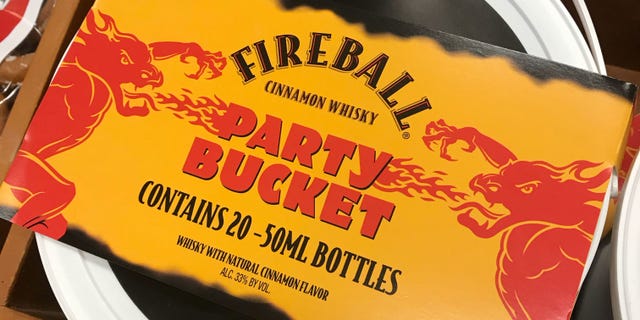 FIREBALL®
CINNAMON WHISKY
PARTY
BUCKET
CONTAINS 20 -50ML BOTTLES
WHISKY WITH NATURAL CINNAMON FLAVOR
ALC. 33% BY VOL.